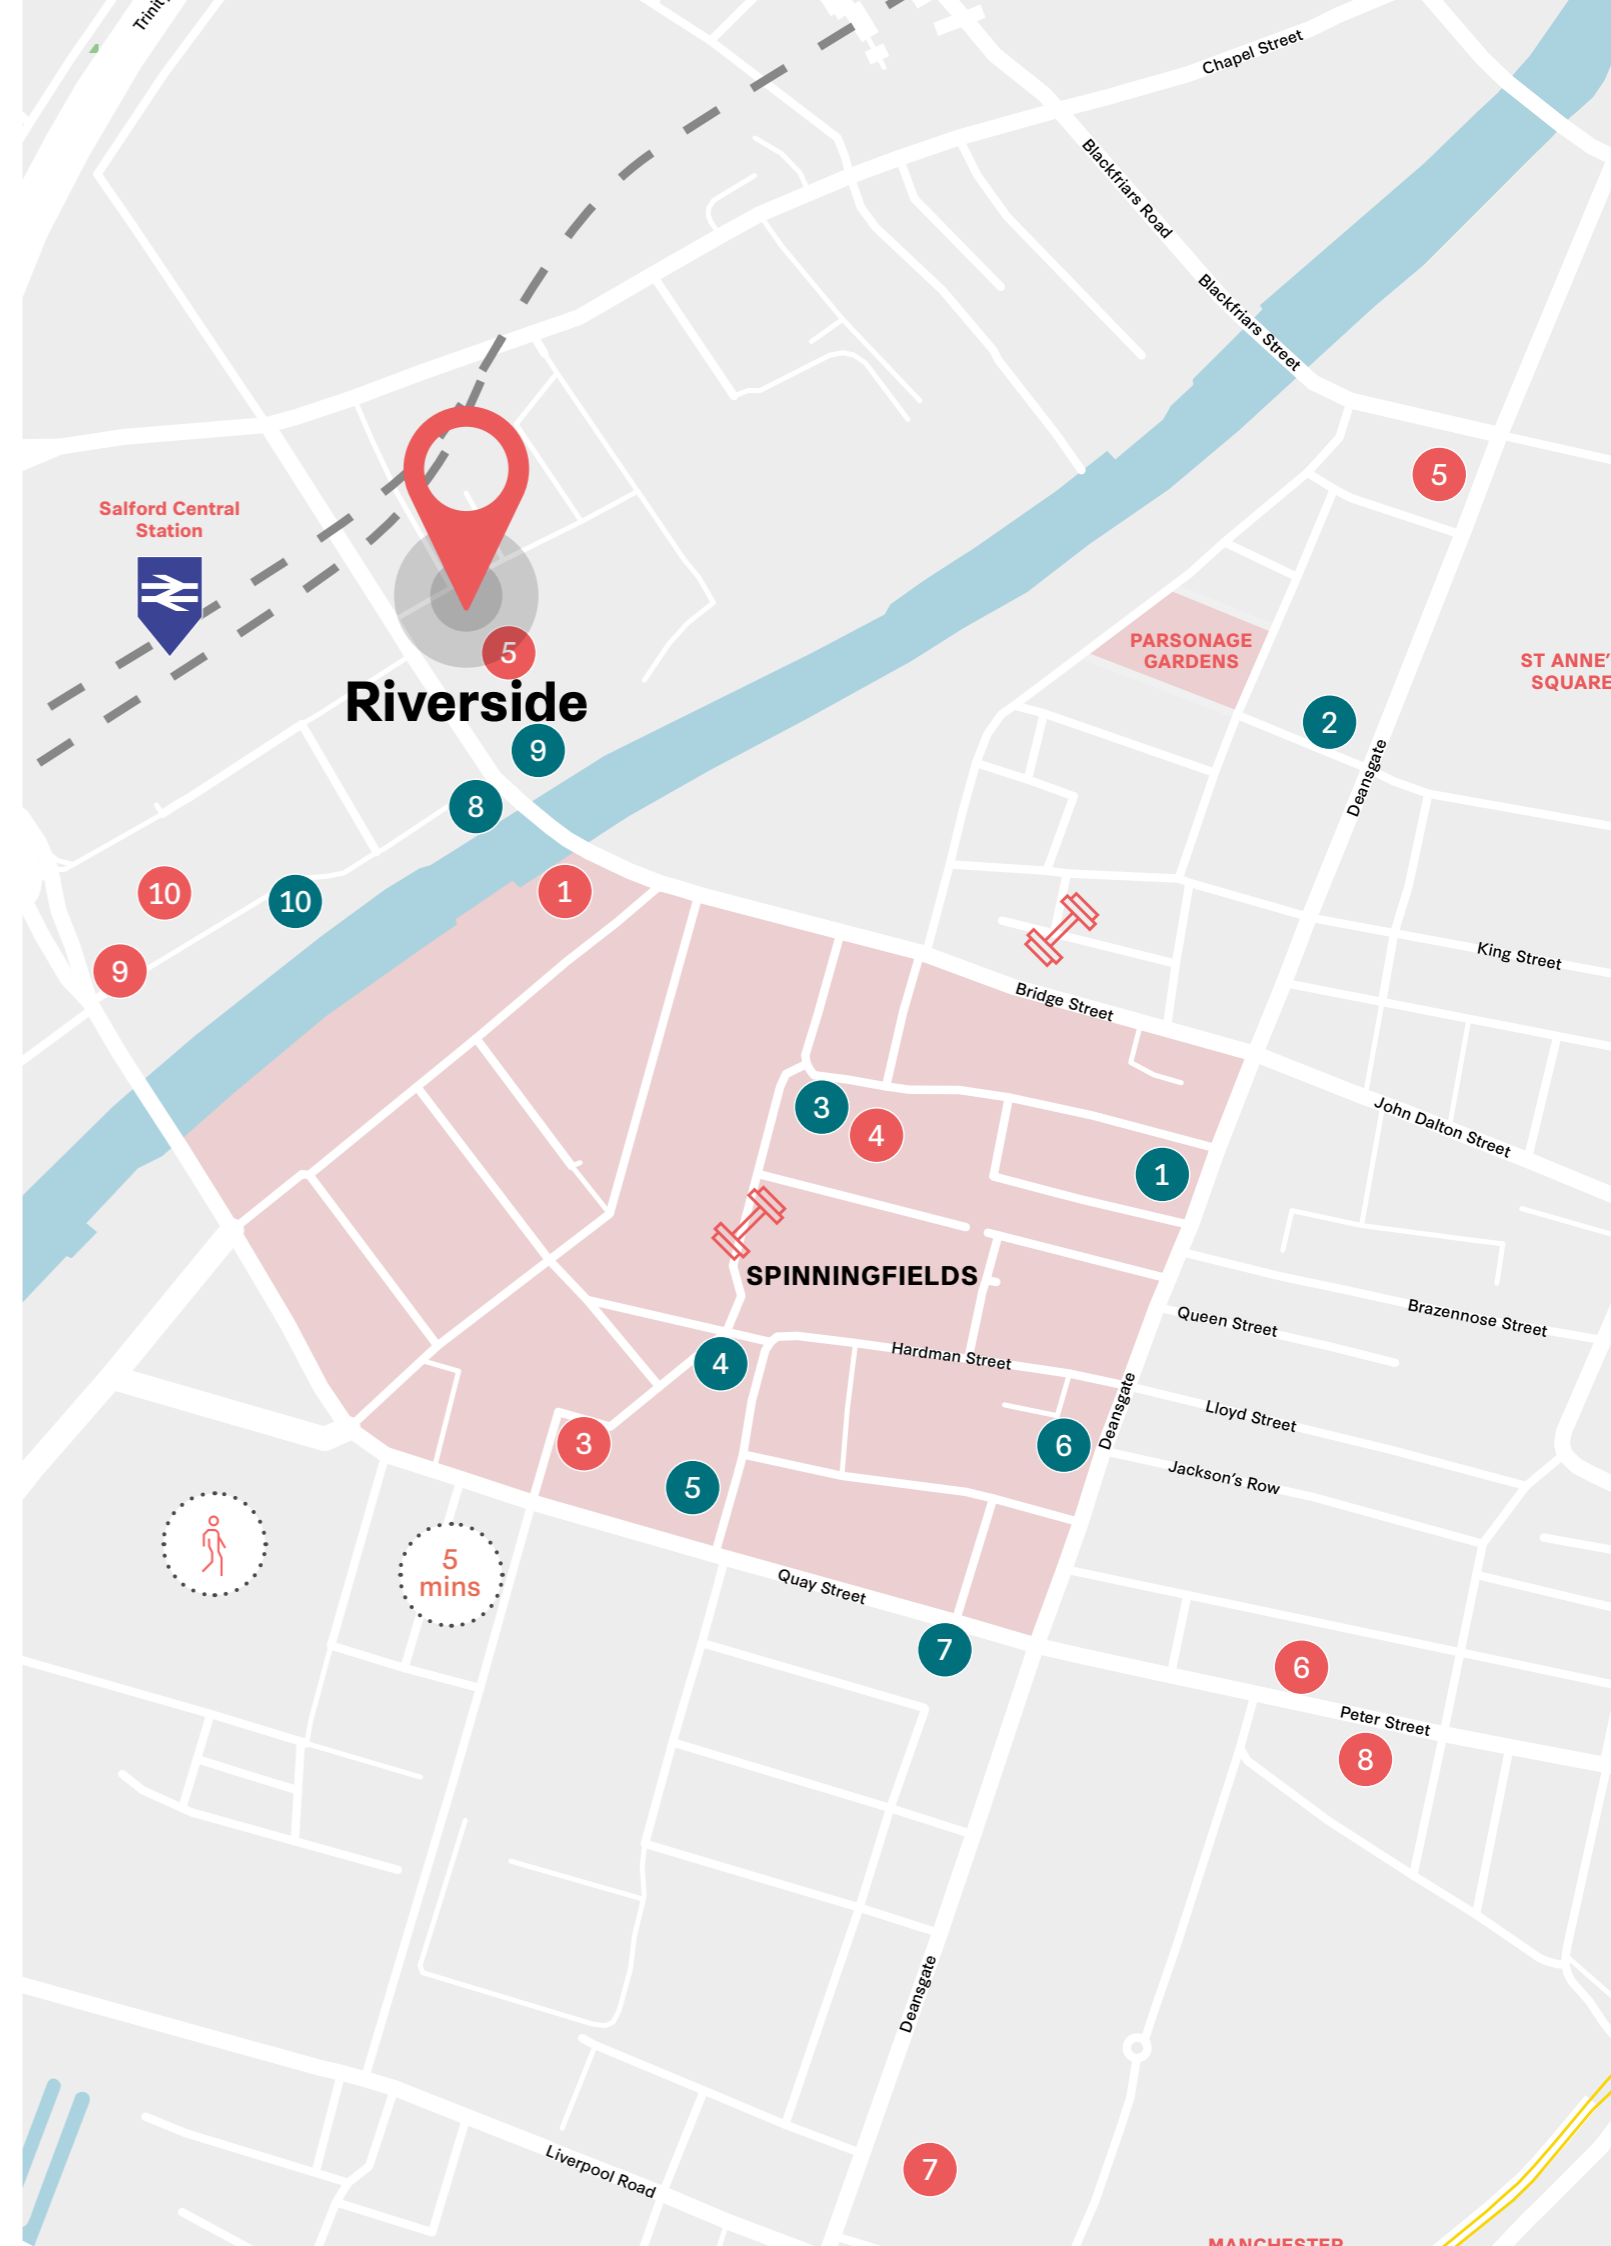 Trinit
Chapel Street
Blackfriars Road
Blackfriars Street
5
Salford Central
Station
PARSONAGE
GARDENS
ST ANNE'
SQUARE
5
Riverside
2
9
Deansgate
8
1
10
10
9
King Street
Bridge Street
3
4
John Dalton Street
1
SPINNINGFIELDS
Queen Street
Brazennose Street
Hardman Street
4
Deansgate
Lloyd Street
3
6
5
Jackson's Row
5
mins
Quay Street
7
6
Peter Street
8
Deansgate
Liverpool Road
7
MANCHESTER